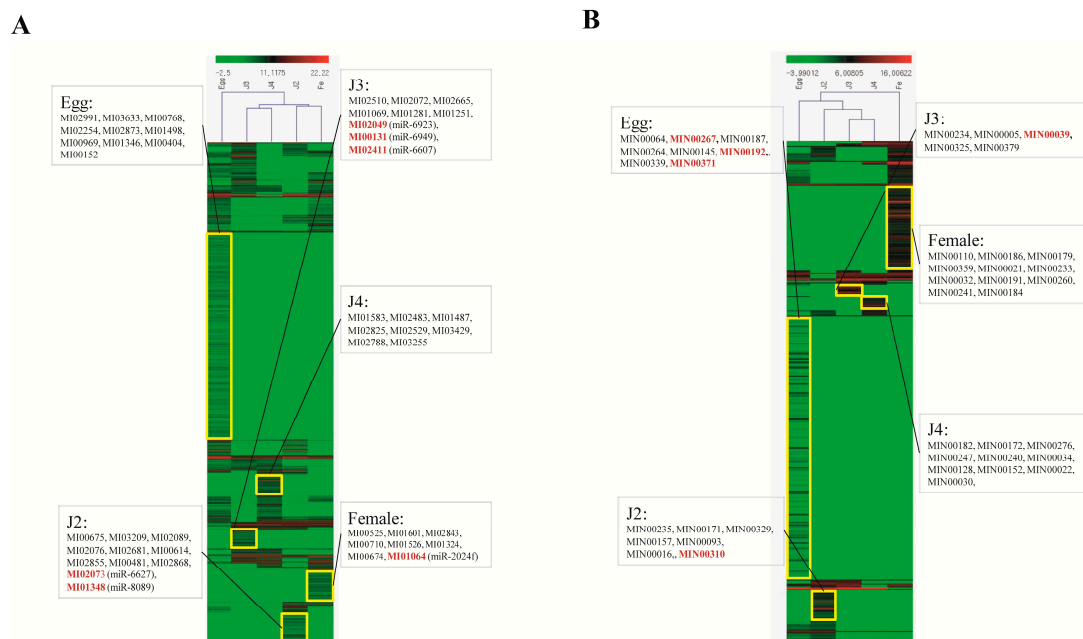 A
-2.5 11,1175 22.22
Egg J3 J4 J2 Fe
Egg:
MI02991, MI03633, MI00768,
MI02254, MI02873, MI01498,
MI00969, MI01346, MI00404,
MI00152
J3:
MI02510, MI02072, MI02665,
MI01069, MI01281, MI01251,
MI02049 (miR-6923),
MI00131 (miR-6949),
MI02411 (miR-6607)
J4:
MI01583, MI02483, MI01487,
MI02825, MI02529, MI03429,
MI02788, MI03255
J2:
MI00675, MI03209, MI02089,
MI02076, MI02681, MI00614,
MI02855, MI00481, MI02868,
MI02073 (miR-6627),
MI01348 (miR-8089)
Female:
MI00525, MI01601, MI02843,
MI00710, MI01526, MI01324,
MI00674, MI01064 (miR-2024f)
B
-3.99012 6,00805 16,00622
Egg J2 J3 J4 Fe
Egg:
MIN00064, MIN00267, MIN00187,
MIN00264, MIN00145, MIN00192,,
MIN00339, MIN00371
J3:
MIN00234, MIN00005, MIN00039,
MIN00325, MIN00379
Female:
MIN00110, MIN00186, MIN00179,
MIN00359, MIN00021, MIN00233,
MIN00032, MIN00191, MIN00260,
MIN00241, MIN00184
J4:
MIN00182, MIN00172, MIN00276,
MIN00247, MIN00240, MIN00034,
MIN00128, MIN00152, MIN00022,
MIN00030,
J2:
MIN00235, MIN00171, MIN00329,
MIN00157, MIN00093,
MIN00016,, MIN00310